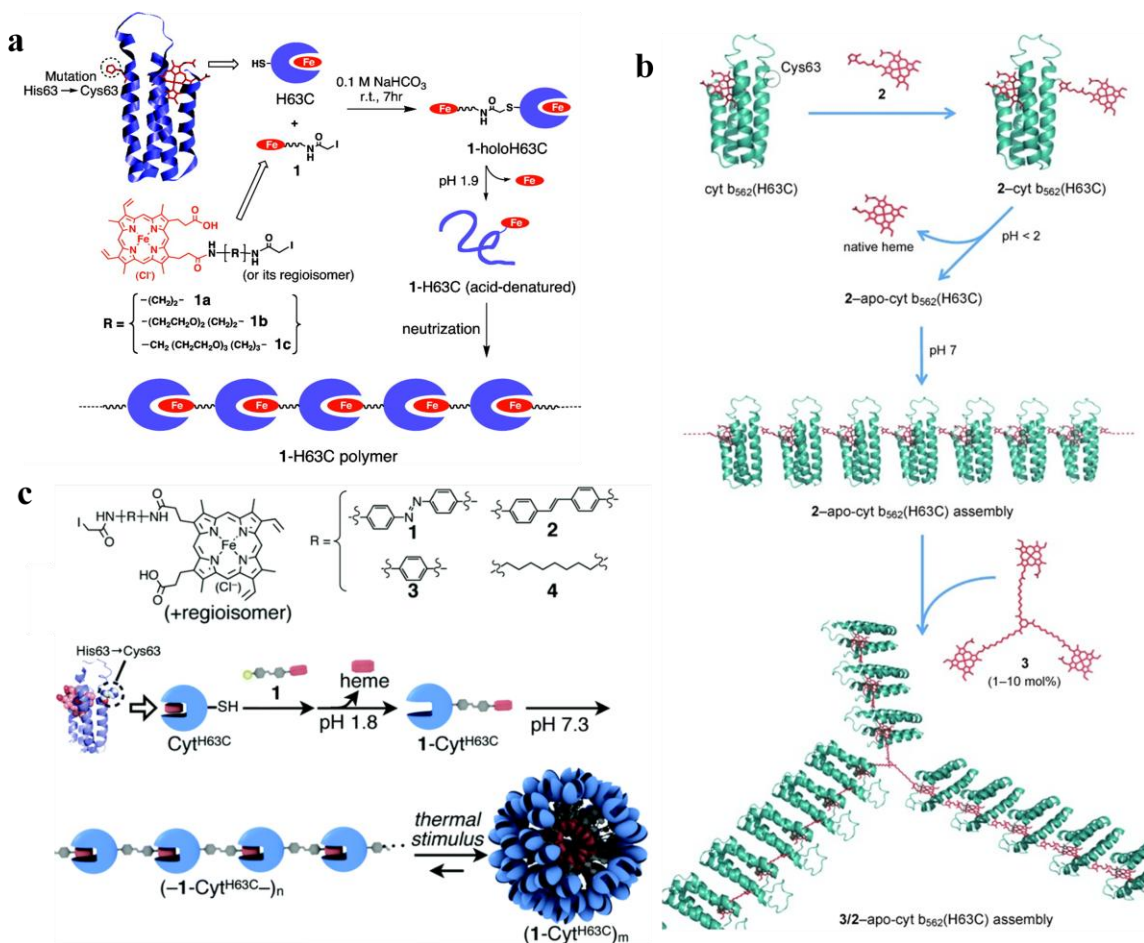 a
Mutation
His63 → Cys63
HS
Fe
H63C
+
Fe
N
H
O
I
1
0.1 M NaHCO3
r.t., 7hr
Fe
N
H
O
S
Fe
1-holoH63C
pH 1.9
Fe
Fe
1-H63C (acid-denatured)
neutrization
O
OH
N
N
Fe
N
N
(Cl-)
O
H
N
(R)
N
H
O
I
(or its regioisomer)
R =
-(CH2)2- 1a
-(CH2CH2O)2 (CH2)2- 1b
-CH2 (CH2CH2O)3 (CH2)3- 1c
Fe
Fe
Fe
Fe
Fe
1-H63C polymer
b
Cys63
2
cyt b562(H63C)
2–cyt b562(H63C)
native heme
pH < 2
2–apo-cyt b562(H63C)
pH 7
2–apo-cyt b562(H63C) assembly
3
(1–10 mol%)
3/2–apo-cyt b562(H63C) assembly
c
O
HN-(R)-NH
O
I
O
N
N
Fe
N
N
(Cl-)
HO
O
(+regioisomer)
R =
N
N
1
2
3
4
His63→Cys63
CytH63C
SH
1
heme
pH 1.8
1-CytH63C
pH 7.3
(–1-CytH63C–)n
thermal
stimulus
(1-CytH63C)m